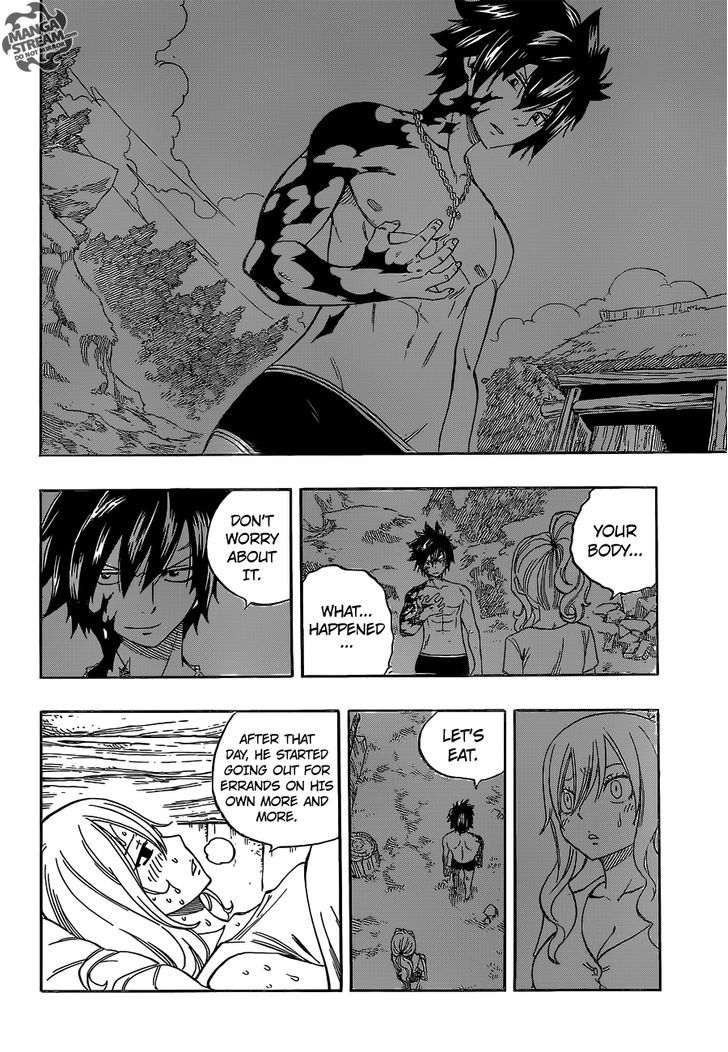 MANGA
STREAM
DO NOT MIRROR
YOUR
BODY...
WHAT...
HAPPENED
...
DON'T
WORRY
ABOUT
IT.
LET'S
EAT.
AFTER THAT
DAY, HE STARTED
GOING OUT FOR
ERRANDS ON HIS
OWN MORE AND
MORE.